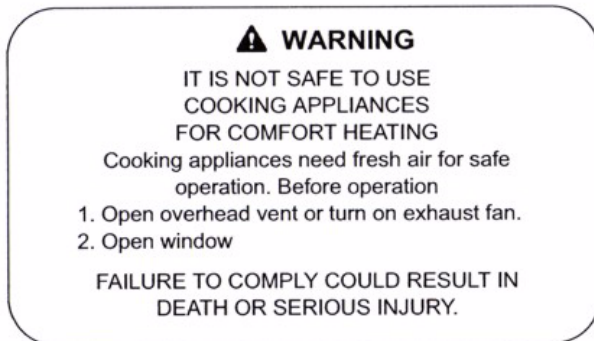 WARNING
IT IS NOT SAFE TO USE
COOKING APPLIANCES
FOR COMFORT HEATING
Cooking appliances need fresh air for safe
operation. Before operation
1. Open overhead vent or turn on exhaust fan.
2. Open window
FAILURE TO COMPLY COULD RESULT IN
DEATH OR SERIOUS INJURY.